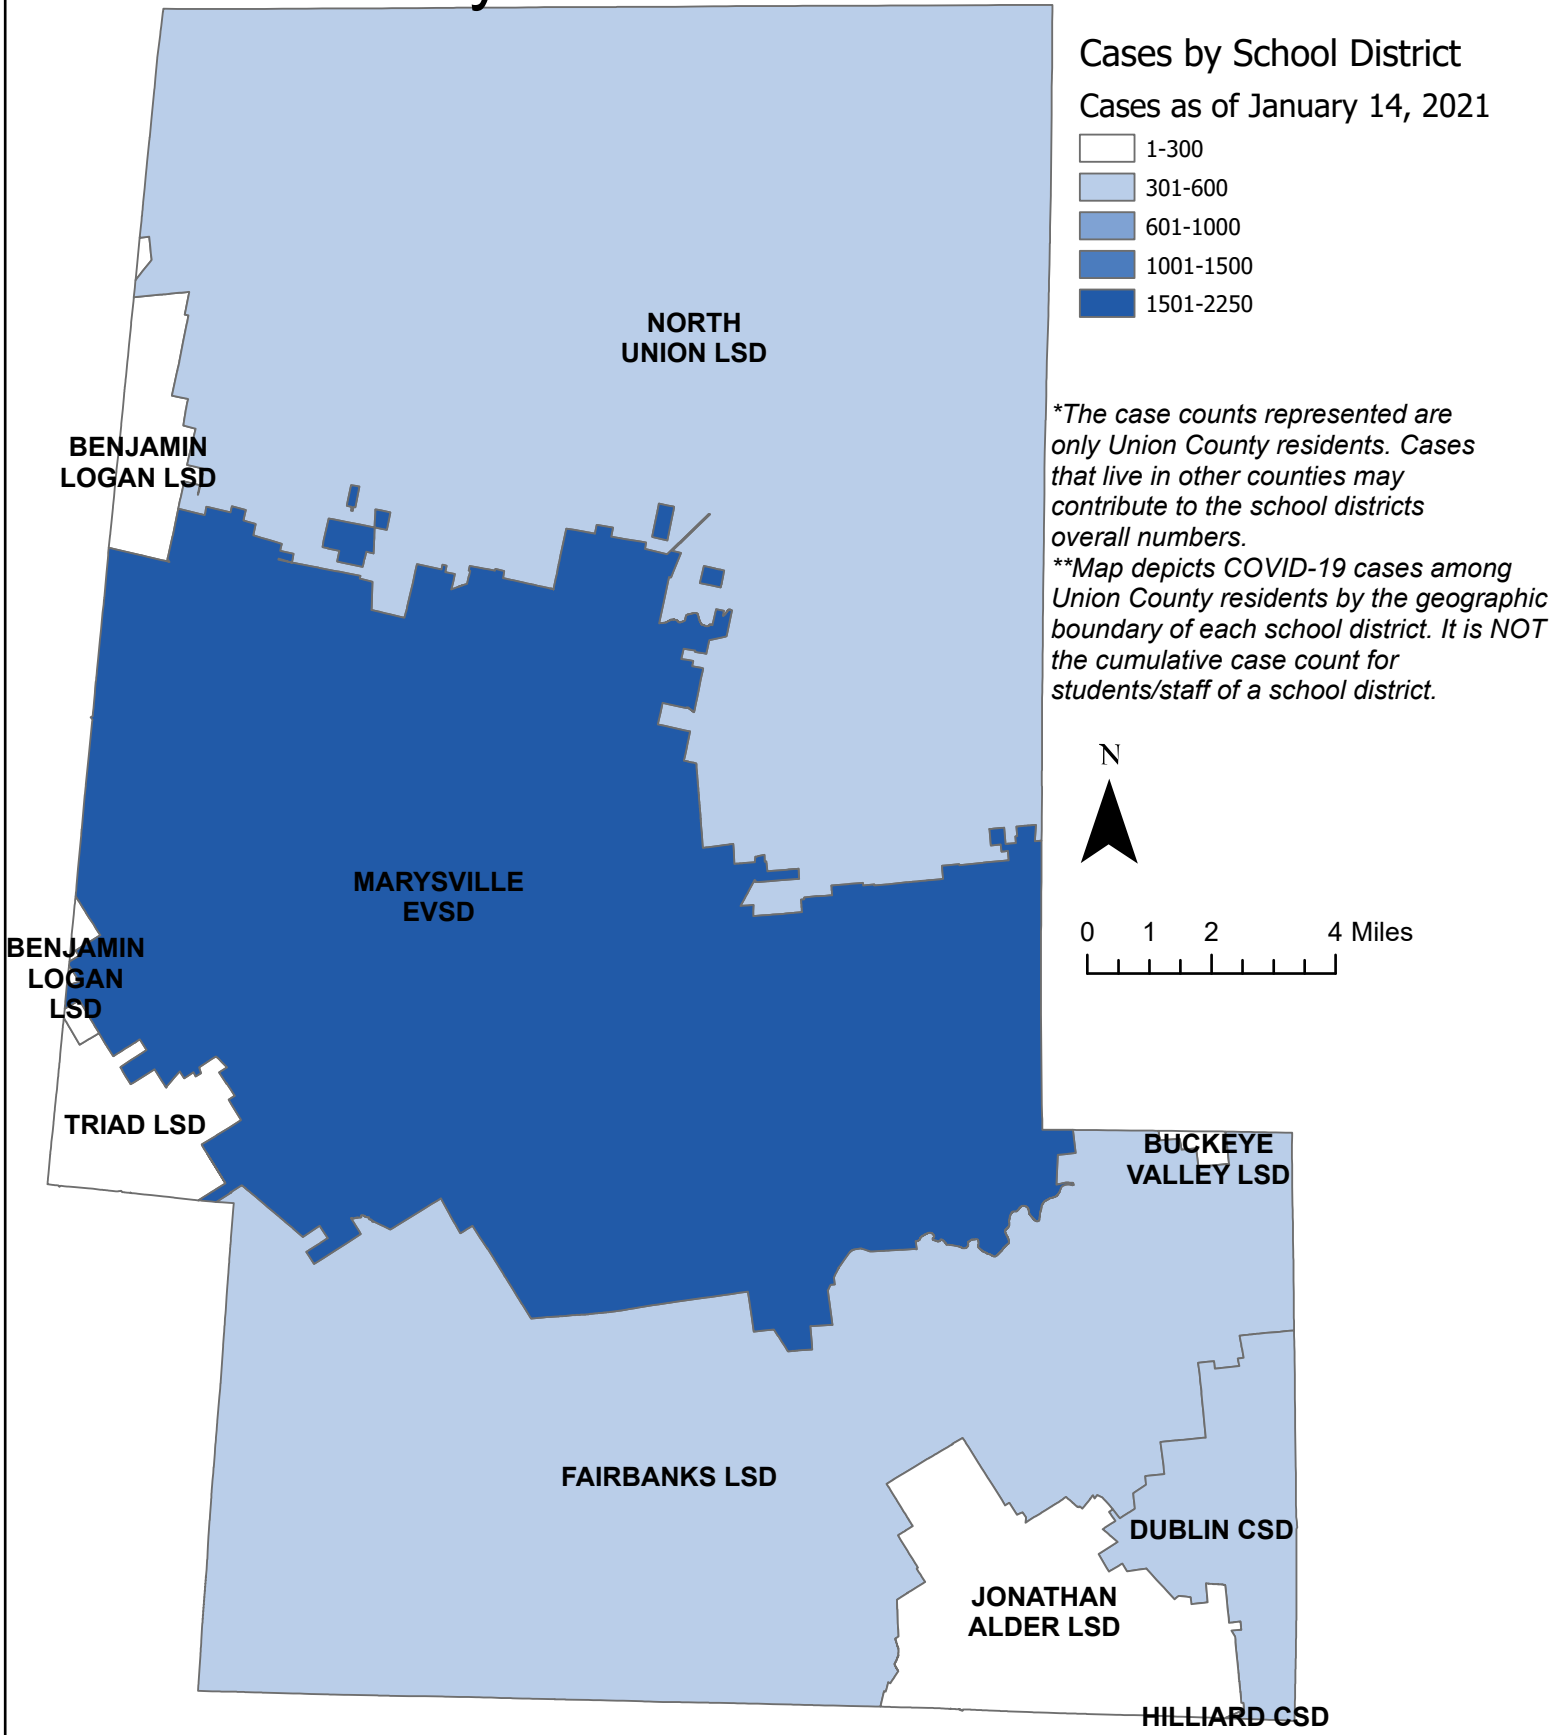 Cases by School District
Cases as of January 14, 2021
1-300
301-600
601-1000
1001-1500
1501-2250
NORTH
UNION LSD
*The case counts represented are
only Union County residents. Cases
that live in other counties may
contribute to the school districts
overall numbers.
**Map depicts COVID-19 cases among
Union County residents by the geographic
boundary of each school district. It is NOT
the cumulative case count for
students/staff of a school district.
BENJAMIN
LOGAN LSD
N
MARYSVILLE
EVSD
0 1 2 4 Miles
BENJAMIN
LOGAN
LSD
TRIAD LSD
BUCKEYE
VALLEY LSD
FAIRBANKS LSD
DUBLIN CSD
JONATHAN
ALDER LSD
HILLIARD CSD